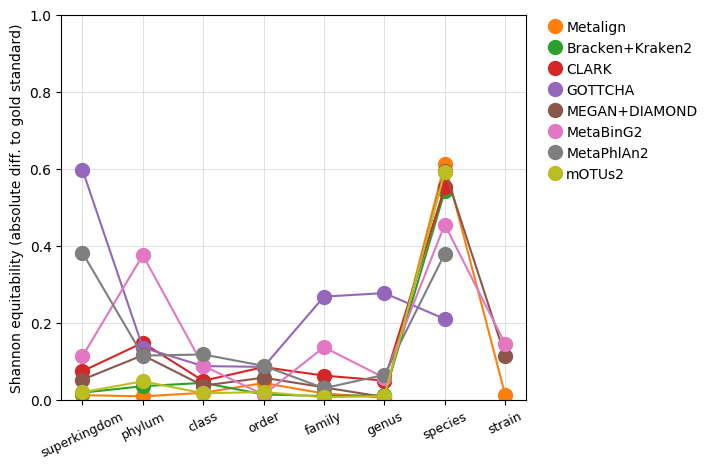 Shannon equitability (absolute diff. to gold standard)
1.0
0.8
0.6
0.4
0.2
0.0
superkingdom
phylum
class
order
family
genus
species
strain
Metalign
Bracken+Kraken2
CLARK
GOTTCHA
MEGAN+DIAMOND
MetaBinG2
MetaPhlAn2
mOTUs2